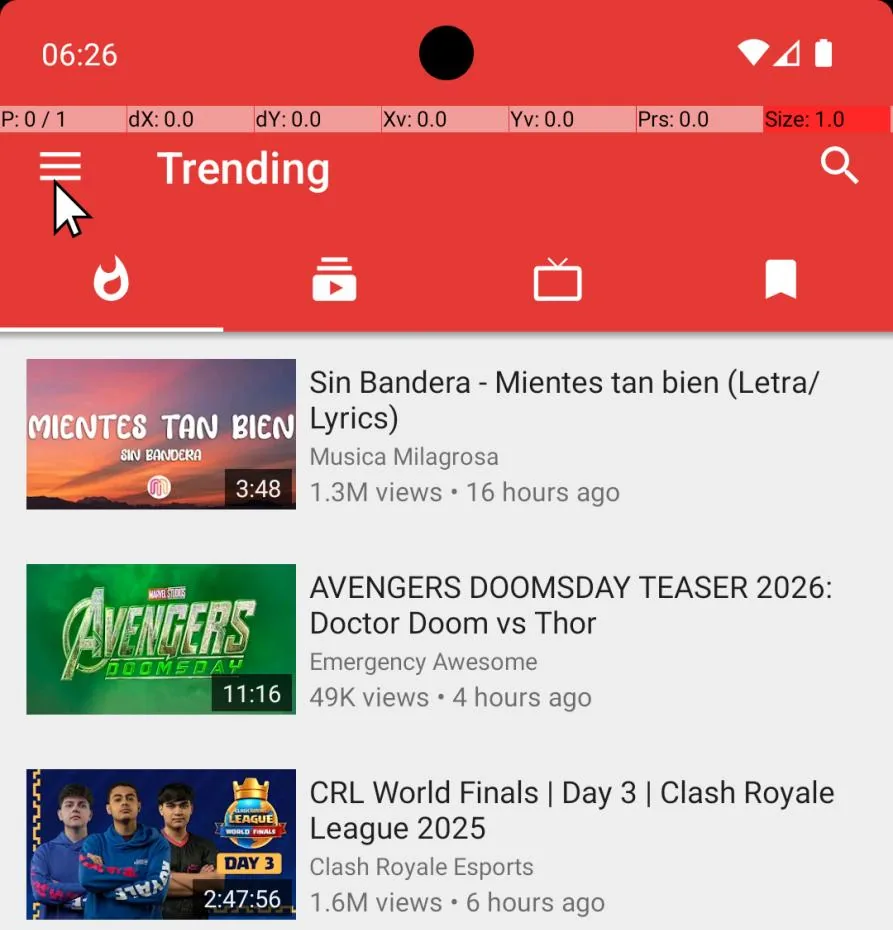 06:26
P: 0 / 1 dX: 0.0 dY: 0.0 Xv: 0.0 Yv: 0.0 Prs: 0.0 Size: 1.0
Trending
MIENTES TAN BIEN
SIN BANDERA
3:48
Sin Bandera - Mientes tan bien (Letra/
Lyrics)
Musica Milagrosa
1.3M views • 16 hours ago
MARVEL STUDIOS
AVENGERS
DOOMSDAY
11:16
AVENGERS DOOMSDAY TEASER 2026:
Doctor Doom vs Thor
Emergency Awesome
49K views • 4 hours ago
CLASH ROYALE
LEAGUE
WORLD FINALS
DAY 3
ROYALE
2:47:56
CRL World Finals | Day 3 | Clash Royale
League 2025
Clash Royale Esports
1.6M views • 6 hours ago